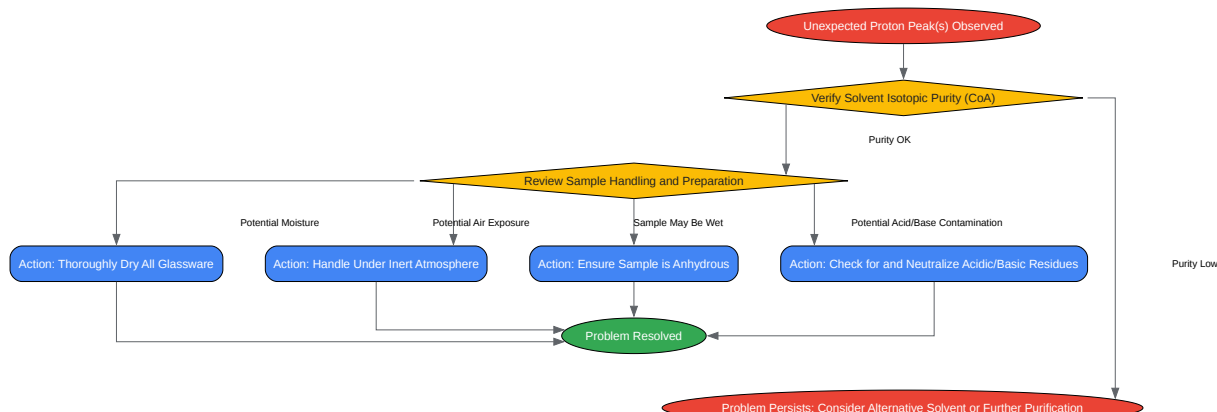 Unexpected Proton Peak(s) Observed
Verify Solvent Isotopic Purity (CoA)
Purity OK
Review Sample Handling and Preparation
Potential Moisture
Potential Air Exposure
Sample May Be Wet
Potential Acid/Base Contamination
Action: Thoroughly Dry All Glassware
Action: Handle Under Inert Atmosphere
Action: Ensure Sample is Anhydrous
Action: Check for and Neutralize Acidic/Basic Residues
Purity Low
Problem Resolved
Problem Persists: Consider Alternative Solvent or Further Purification